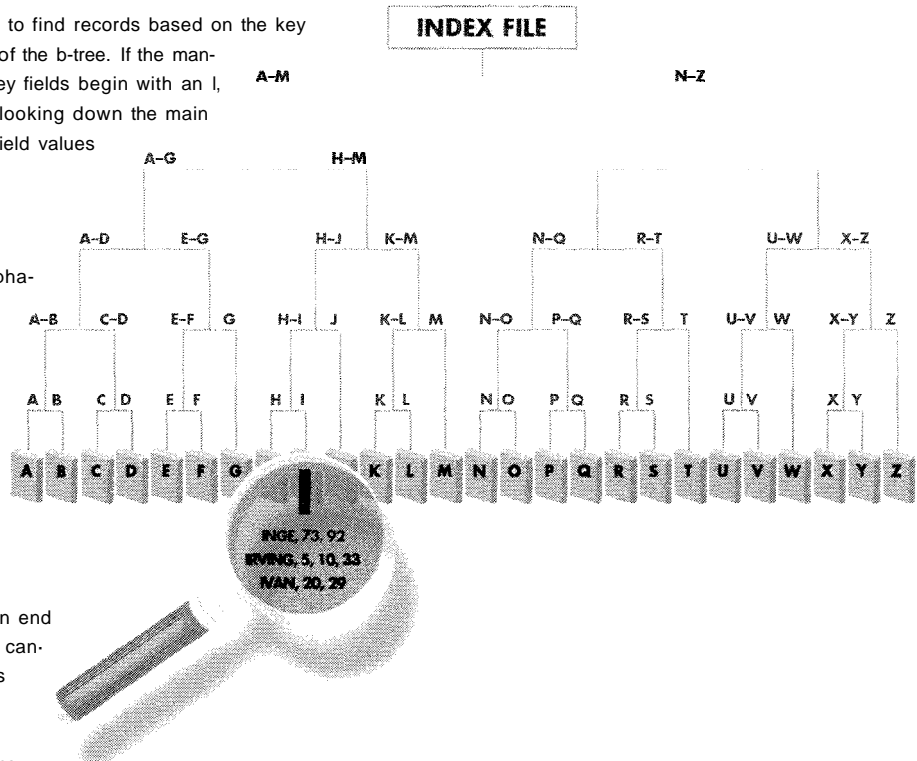 to find records based on the key
of the b-tree. If the man-
ey fields begin with an I,
looking down the main
ield values
oha-
n end
can-
s
INDEX FILE
A–M N–Z
A–G H–M
A–D E–G H–J K–M N–Q R–T U–W X–Z
A–B C–D E–F G H–I J K–L M N–O P–Q R–S T U–V W X–Y Z
A B C D E F H I K L N O P Q R S U V X Y
A B C D E F G K L M N O P Q R S T U V W X Y Z
I
INGE, 73, 92
IRVING, 5, 10, 33
IVAN, 20, 29